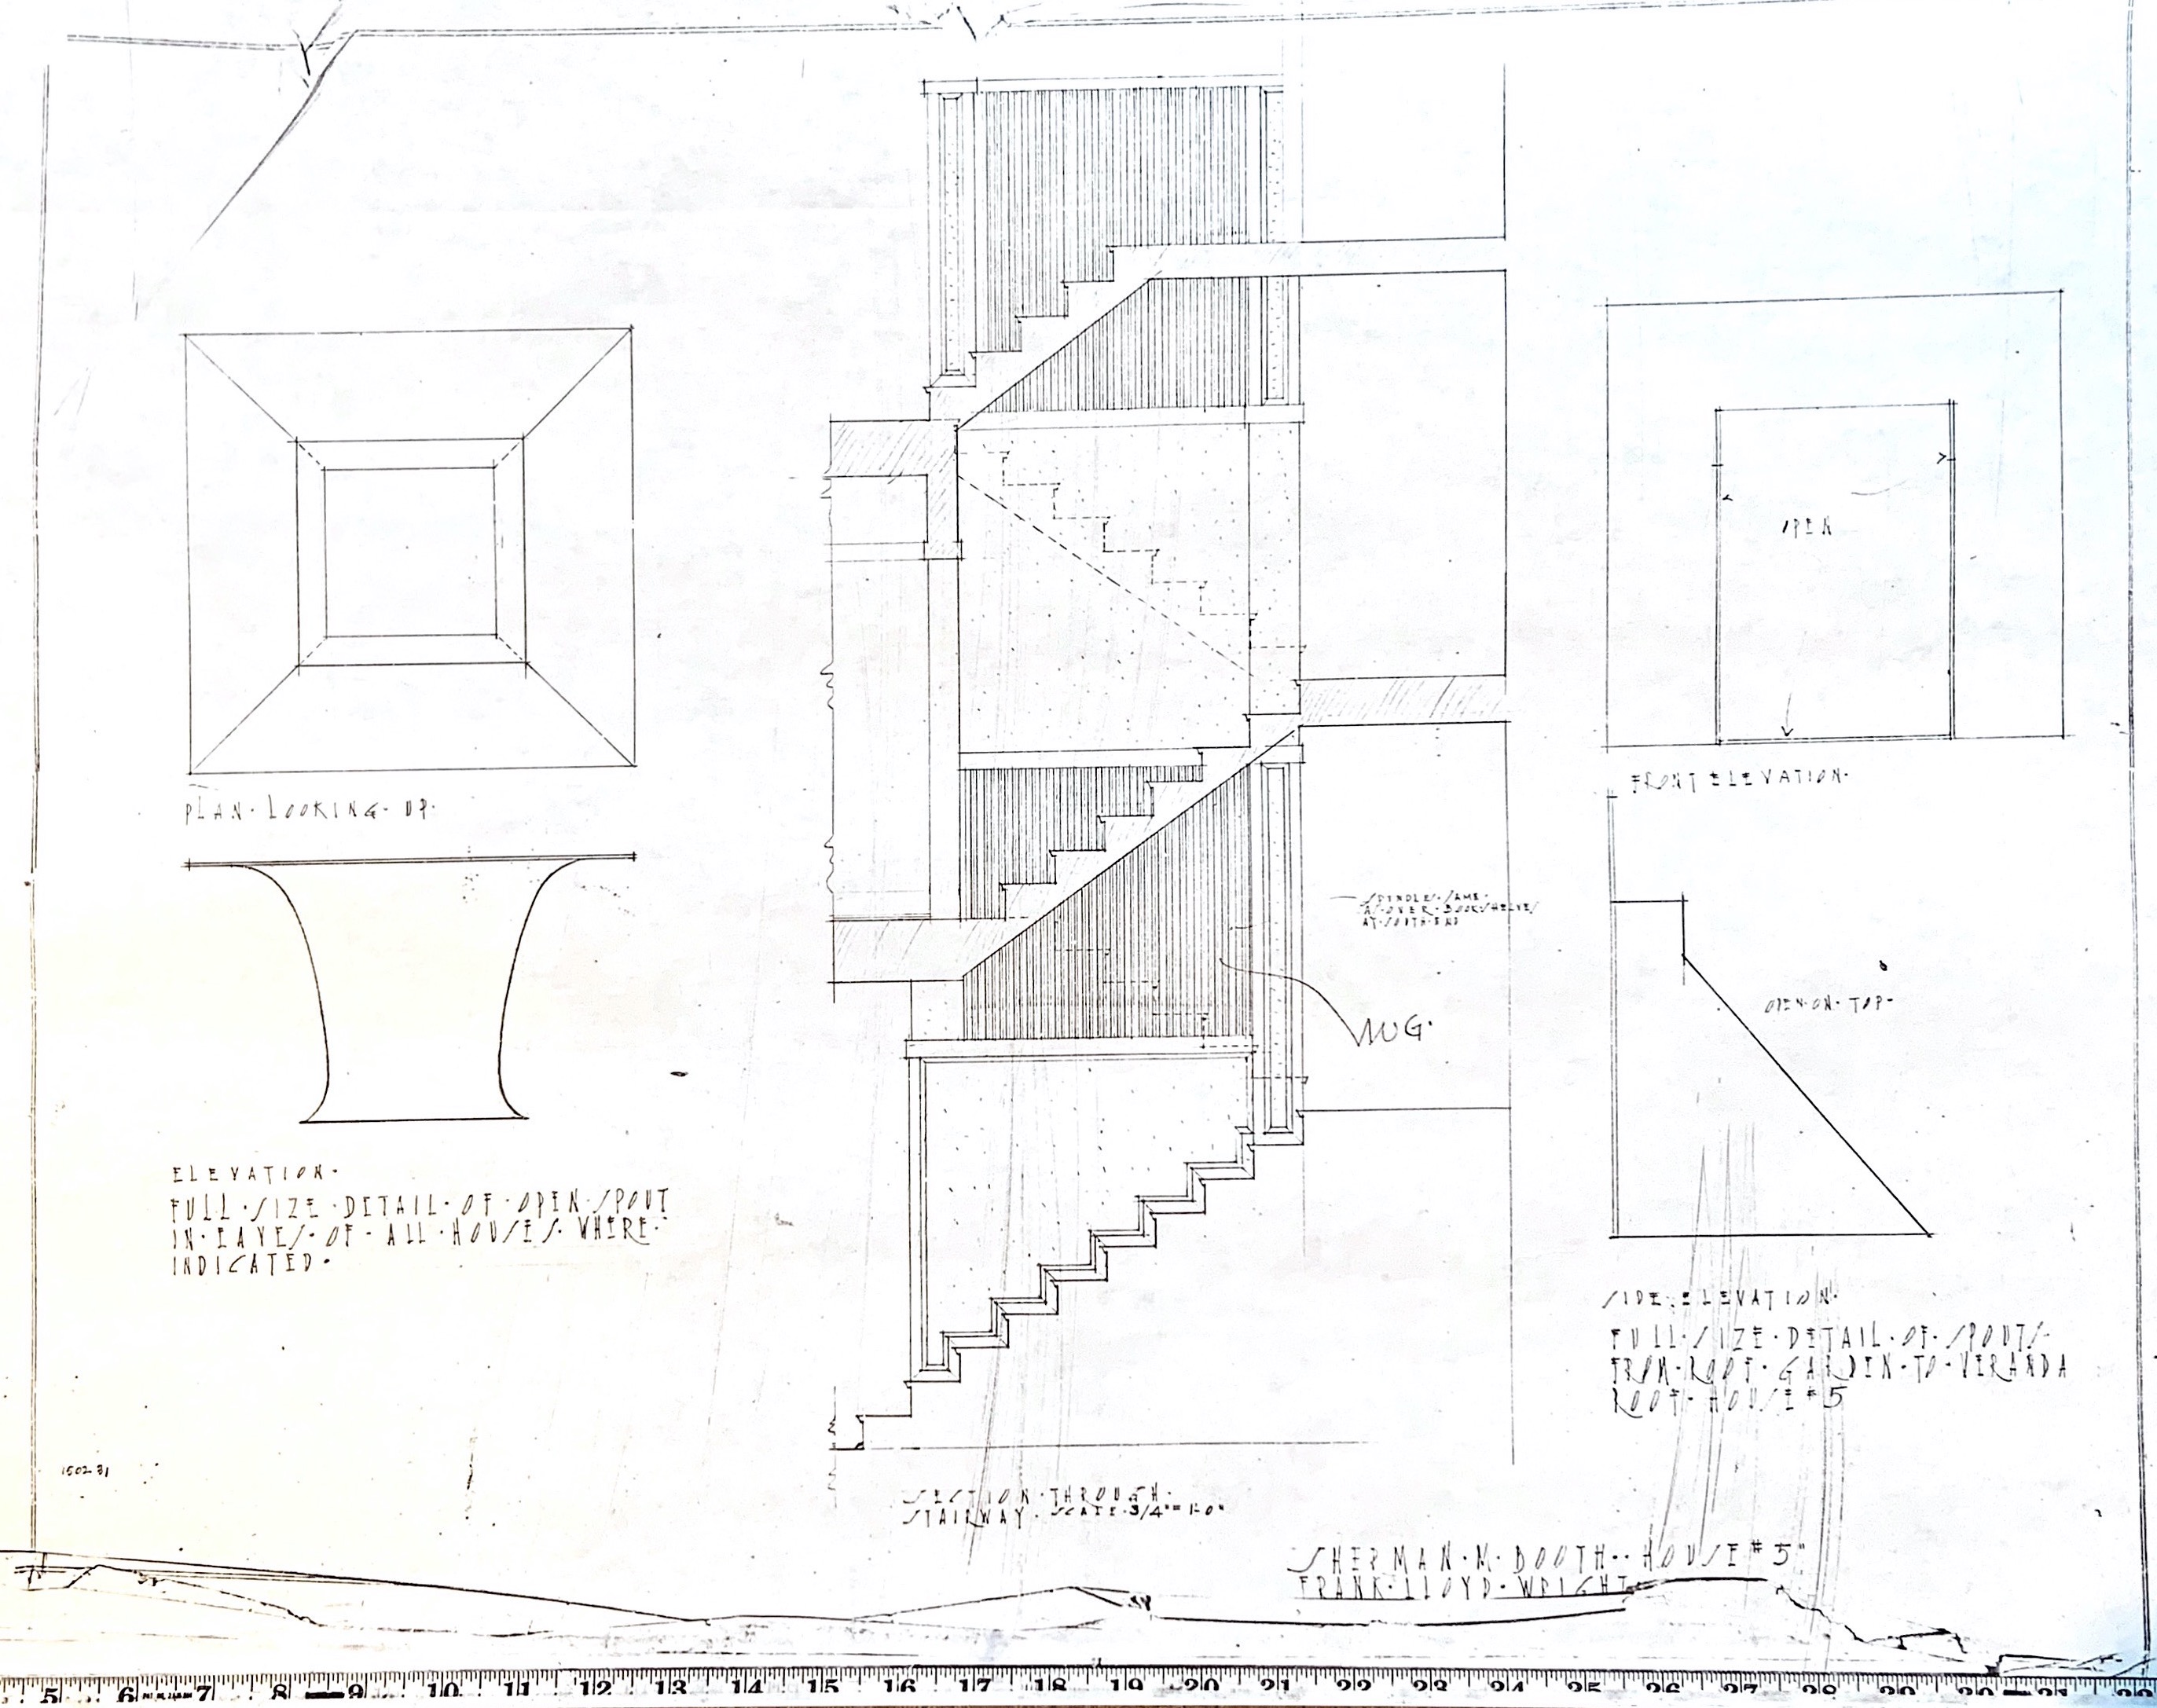 PLAN · LOOKING · UP ·
ELEVATION ·
FULL · SIZE · DETAIL · OF · OPEN · SPOUT
IN · EAVES · OF · ALL · HOUSES · WHERE ·
INDICATED ·
1502 31
SPINDLES · SAME ·
AS · OVER · BOOK · SHELVES
AT · SOUTH · END
MUG ·
SECTION · THROUGH ·
STAIRWAY · SCALE · 3/4" = 1'-0"
OPEN
FRONT ELEVATION ·
OPEN · ON · TOP ·
SIDE · ELEVATION ·
FULL · SIZE · DETAIL · OF · SPOUTS ·
FROM · ROOF · GARDEN · TO · VERANDA
ROOF · HOUSE # 5
SHERMAN · M · BOOTH · · HOUSE # 5"
FRANK · LLOYD · WRIGHT
5 6 7 8 9 10 11 12 13 14 15 16 17 18 19 20 21 22 23 24 25 26 27 28 29 30 31 32